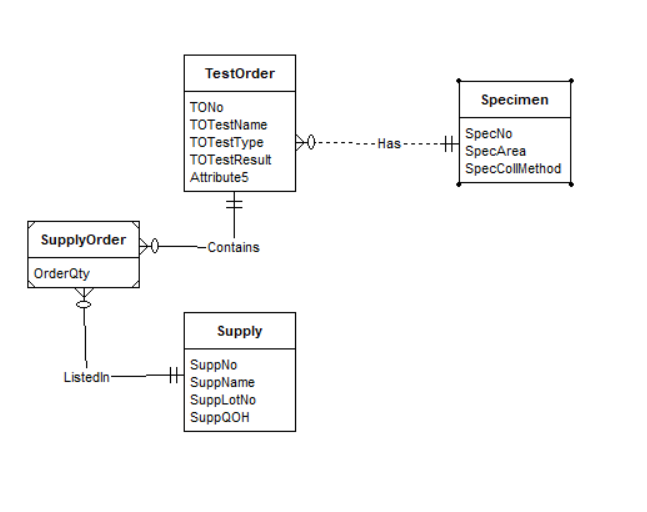 TestOrder
TONo
TOTestName
TOTestType
TOTestResult
Attribute5
Specimen
SpecNo
SpecArea
SpecCollMethod
Has
SupplyOrder
OrderQty
Contains
Supply
SuppNo
SuppName
SuppLotNo
SuppQOH
ListedIn